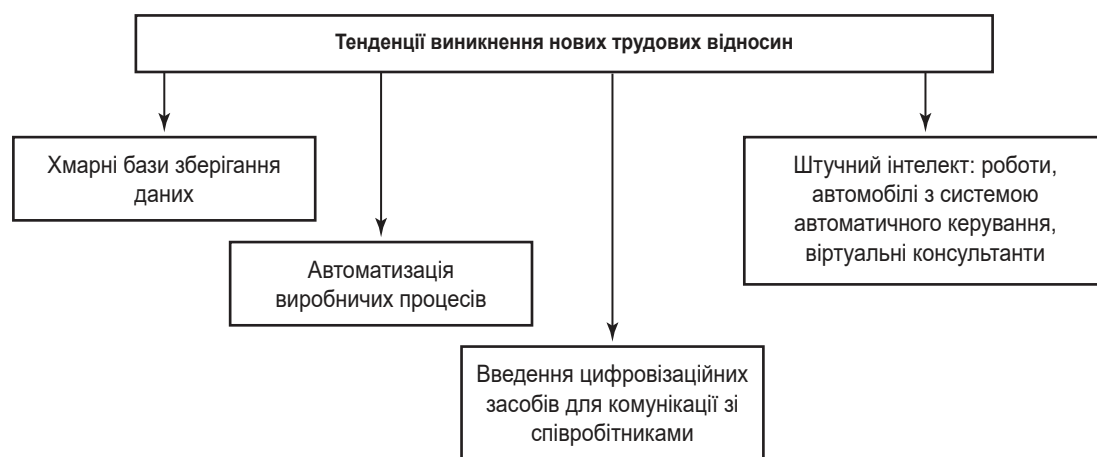 Тенденції виникнення нових трудових відносин
Хмарні бази зберігання
даних
Автоматизація
виробничих процесів
Введення цифровізаційних
засобів для комунікації зі
співробітниками
Штучний інтелект: роботи,
автомобілі з системою
автоматичного керування,
віртуальні консультанти